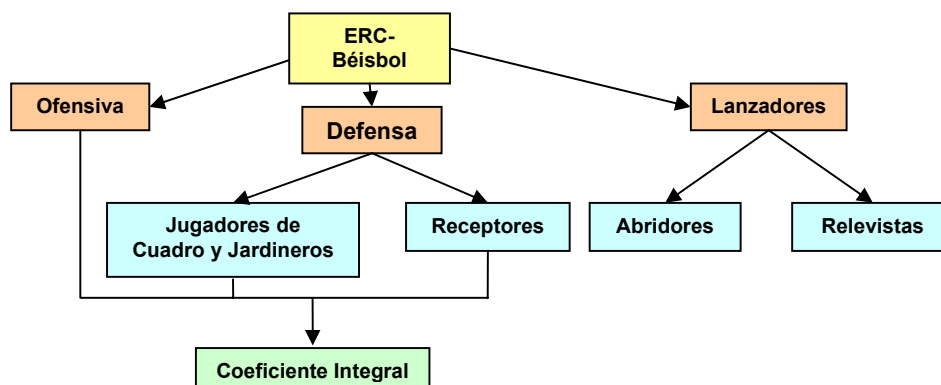 ERC-
Béisbol
Ofensiva
Defensa
Lanzadores
Jugadores de
Cuadro y Jardineros
Receptores
Abridores
Relevistas
Coeficiente Integral